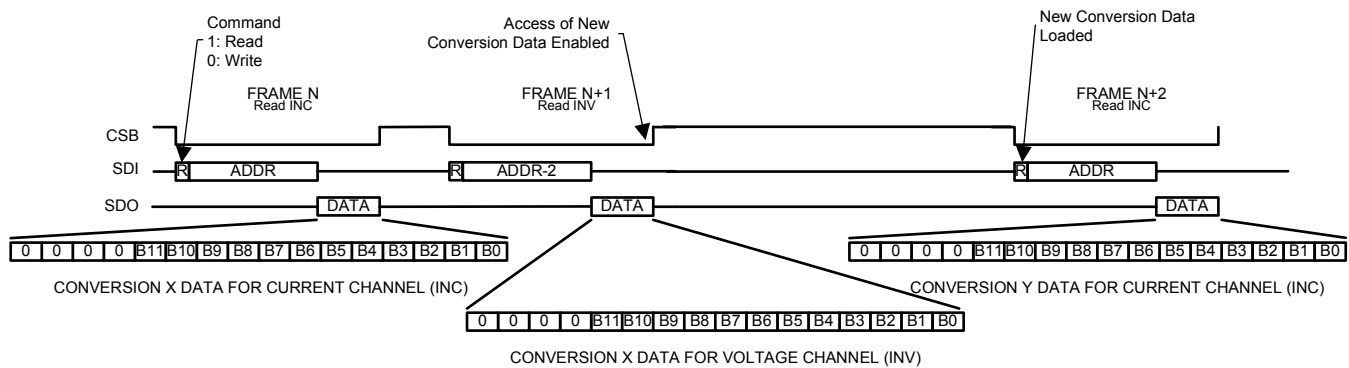 Command
1: Read
0: Write
Access of New
Conversion Data Enabled
New Conversion Data
Loaded
FRAME N
Read INC
FRAME N+1
Read INV
FRAME N+2
Read INC
CSB
SDI
R ADDR
R ADDR-2
R ADDR
SDO
DATA
DATA
DATA
0 0 0 0 B11 B10 B9 B8 B7 B6 B5 B4 B3 B2 B1 B0
0 0 0 0 B11 B10 B9 B8 B7 B6 B5 B4 B3 B2 B1 B0
CONVERSION X DATA FOR CURRENT CHANNEL (INC)
CONVERSION Y DATA FOR CURRENT CHANNEL (INC)
0 0 0 0 B11 B10 B9 B8 B7 B6 B5 B4 B3 B2 B1 B0
CONVERSION X DATA FOR VOLTAGE CHANNEL (INV)